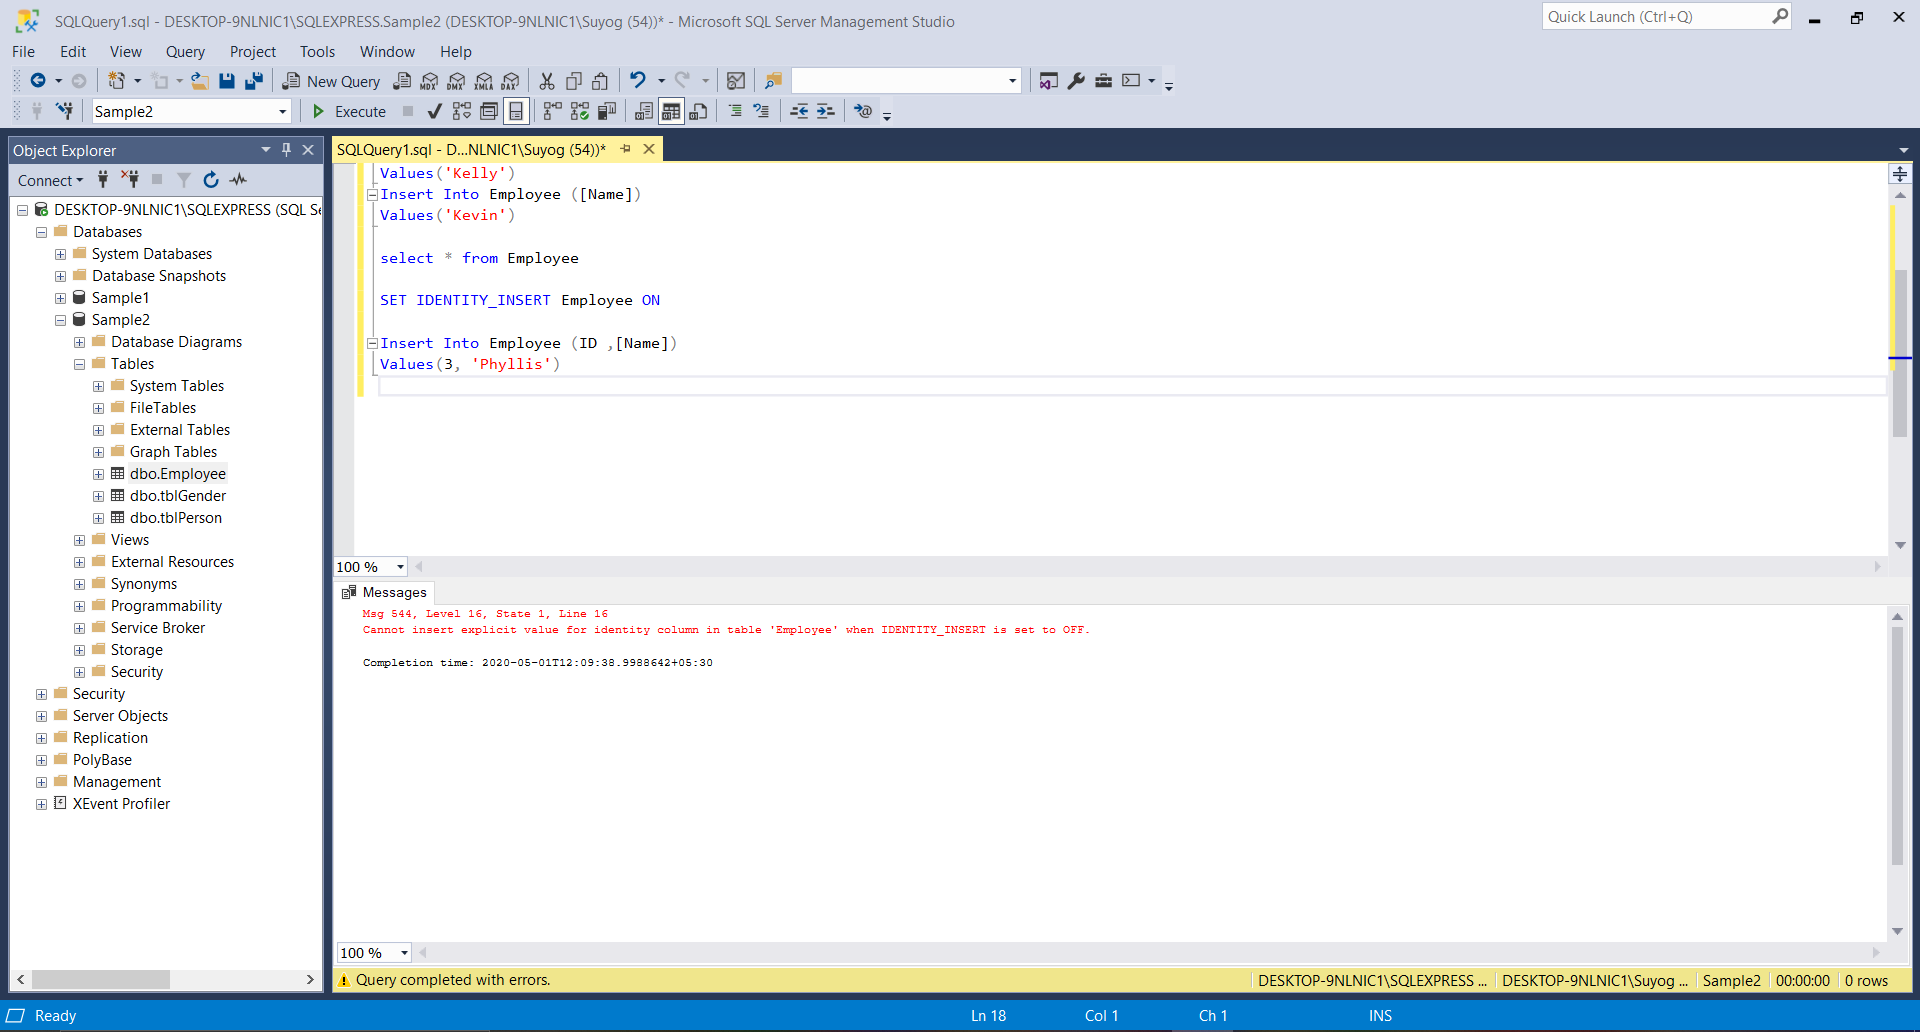 SQLQuery1.sql - DESKTOP-9NLNIC1\SQLEXPRESS.Sample2 (DESKTOP-9NLNIC1\Suyog (54))* - Microsoft SQL Server Management Studio
Quick Launch (Ctrl+Q)
File Edit View Query Project Tools Window Help
New Query MDX DMX XMLA DAX
Sample2 Execute
Object Explorer
Connect
DESKTOP-9NLNIC1\SQLEXPRESS (SQL Se
Databases
System Databases
Database Snapshots
Sample1
Sample2
Database Diagrams
Tables
System Tables
FileTables
External Tables
Graph Tables
dbo.Employee
dbo.tblGender
dbo.tblPerson
Views
External Resources
Synonyms
Programmability
Service Broker
Storage
Security
Security
Server Objects
Replication
PolyBase
Management
XEvent Profiler
SQLQuery1.sql - D...NLNIC1\Suyog (54))*
Values('Kelly')
Insert Into Employee ([Name])
Values('Kevin')
select * from Employee
SET IDENTITY_INSERT Employee ON
Insert Into Employee (ID ,[Name])
Values(3, 'Phyllis')
100 %
Messages
Msg 544, Level 16, State 1, Line 16
Cannot insert explicit value for identity column in table 'Employee' when IDENTITY_INSERT is set to OFF.
Completion time: 2020-05-01T12:09:38.9988642+05:30
100 %
Query completed with errors.
DESKTOP-9NLNIC1\SQLEXPRESS ... DESKTOP-9NLNIC1\Suyog ... Sample2 00:00:00 0 rows
Ready Ln 18 Col 1 Ch 1 INS